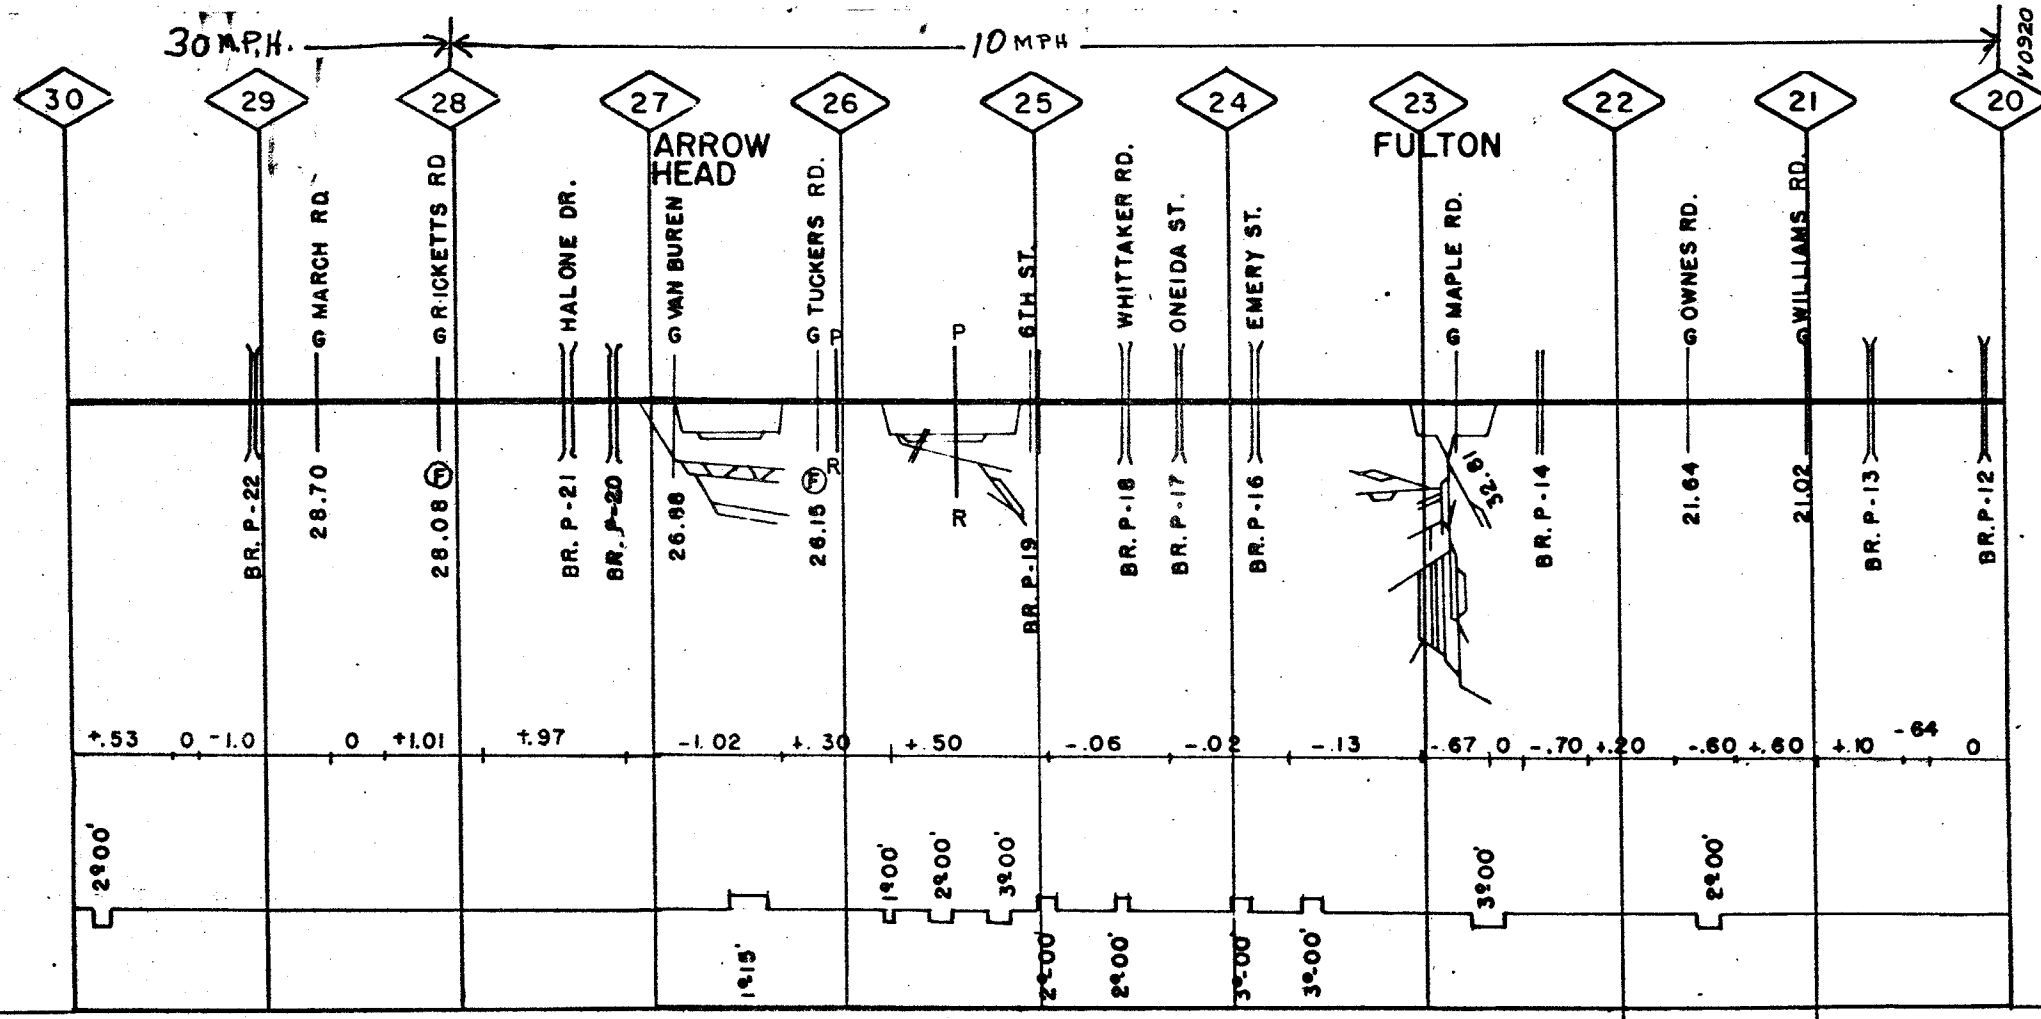 30 M.P.H.
10 MPH
V0920
30 29 28 27 26 25 24 23 22 21 20
ARROW
HEAD
FULTON
G MARCH RD.
G RICKETTS RD
HALONE DR.
G VAN BUREN
G TUCKERS RD.
P
P
6TH ST.
WHITTAKER RD.
ONEIDA ST.
EMERY ST.
G MAPLE RD.
G OWNES RD.
G WILLIAMS RD.
BR. P-22
28.70
28.08 F
BR. P-21
BR. P-20
26.88
26.15 F
R
R
BR. P-19
BR. P-18
BR. P-17
BR. P-16
32.81
BR. P-14
21.64
21.02
BR. P-13
BR. P-12
+.53 0 -1.0 0 +1.01 +.97 -1.02 +.30 +.50 -.06 -.02 -.13 -.67 0 -.70 +.20 -.60 +.60 +.10 -64 0
2°00'
1°15'
1°00'
2°00'
3°00'
2°00'
2°00'
3°00'
3°00'
3°00'
2°00'